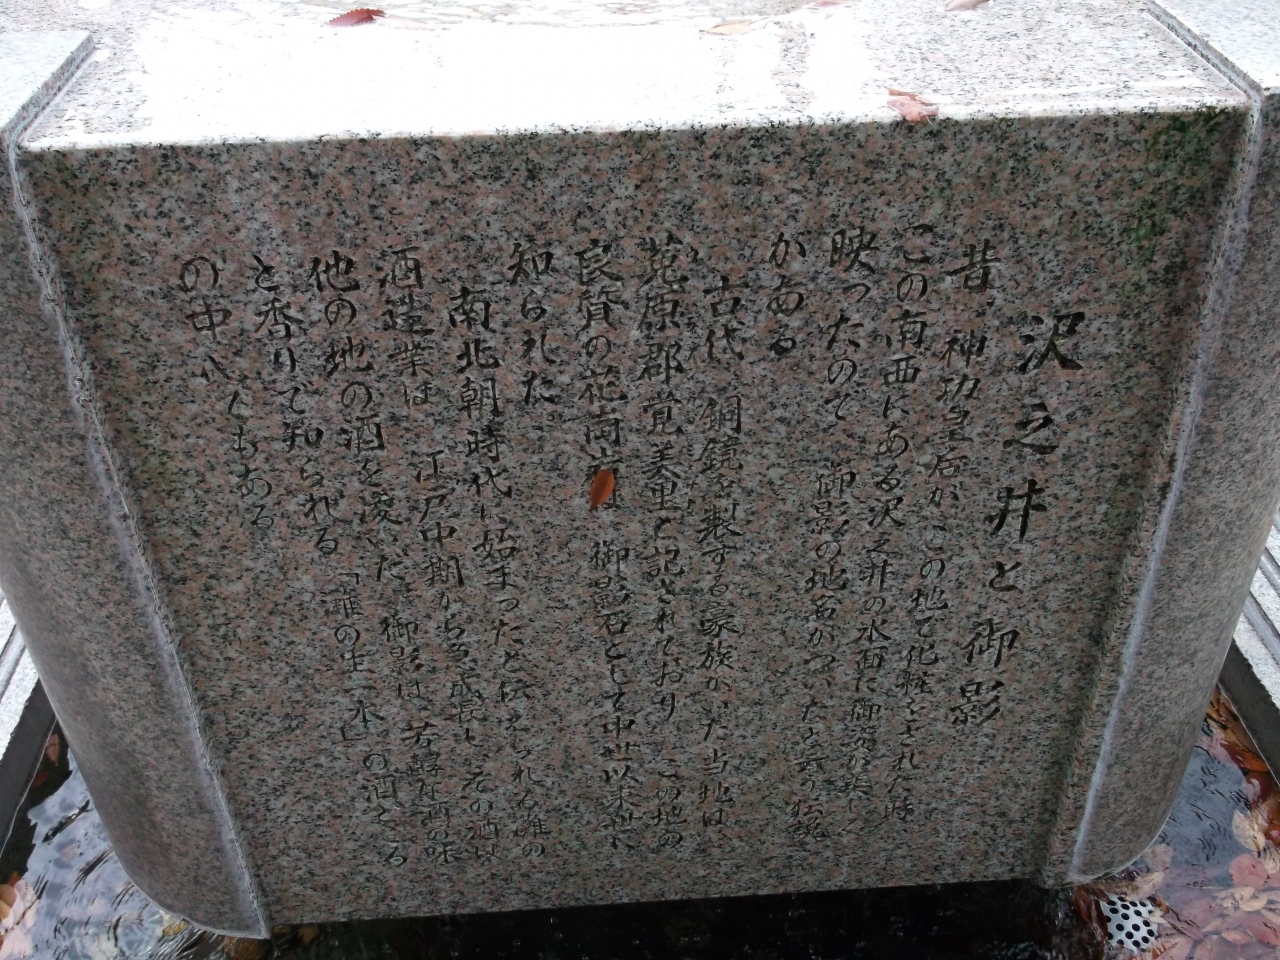 沢之井と御影
昔、神功皇后が、この地で化粧をされた時
この南西にある沢之井の水面に御姿が美しく
映ったので 御影の地名がついたと云う伝説
がある。
古代 銅鏡を製する豪族がいた当地は
菟原郡覚美里と記されており この地の
良質の花崗岩は 御影石として中世以来世に
知られた。
南北朝時代に始まったと伝えられる灘の
酒造業は 江戸中期から急成長し、その酒は
他の地の酒を凌いだ 御影は、芳醇な酒の味
と香りで知られる「灘の生一本」の酒どころ
の中心でもある